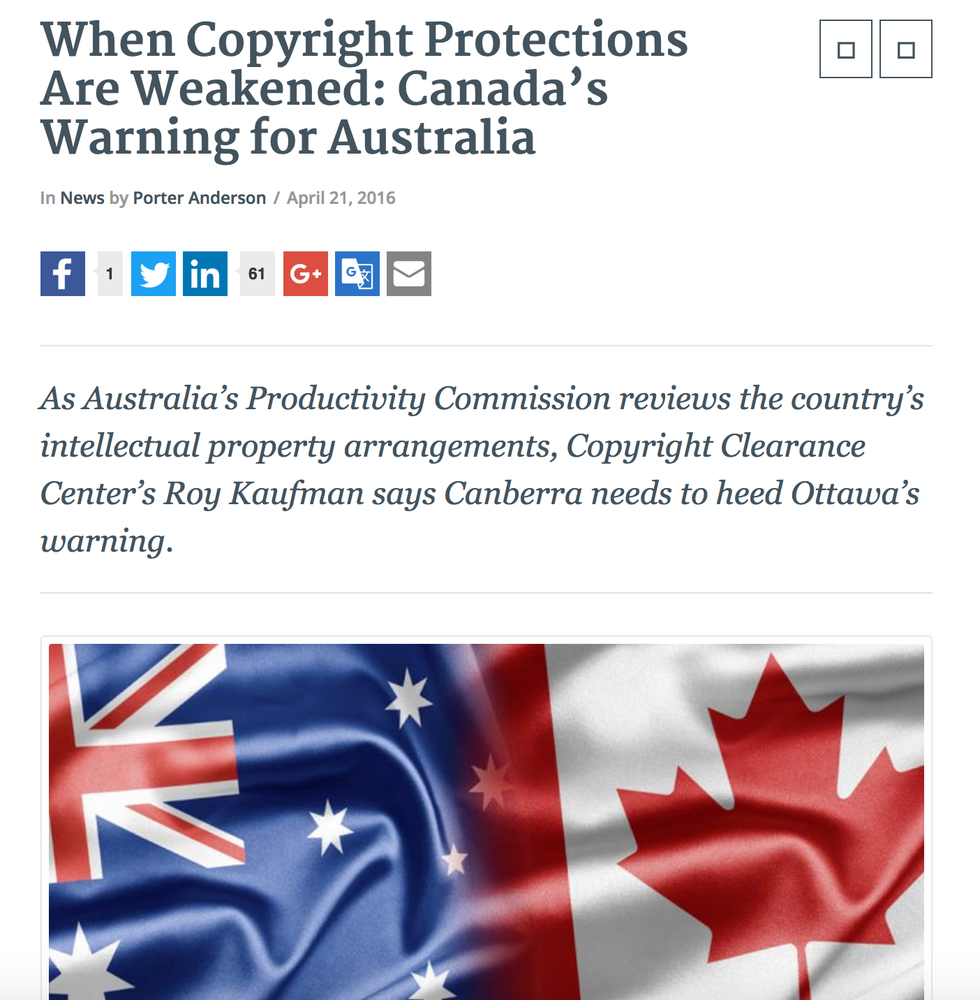 When Copyright Protections
Are Weakened: Canada’s
Warning for Australia
In News by Porter Anderson / April 21, 2016
f 1 in 61 G+ G 文
As Australia’s Productivity Commission reviews the country’s
intellectual property arrangements, Copyright Clearance
Center’s Roy Kaufman says Canberra needs to heed Ottawa’s
warning.